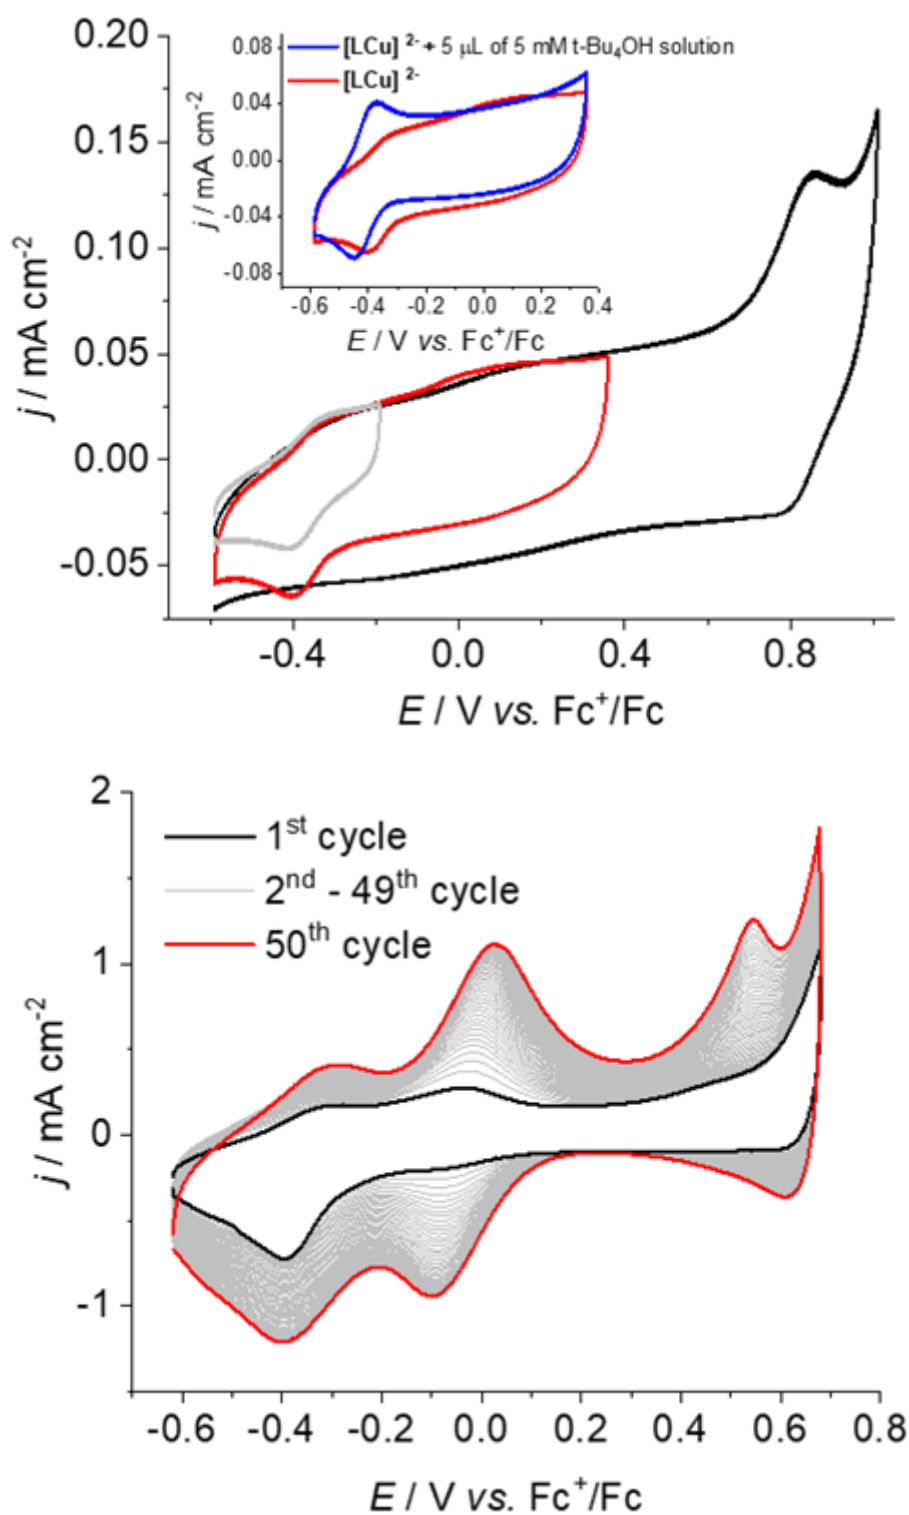 0.20
0.15
0.10
0.05
0.00
-0.05
j / mA cm-2
-0.4 0.0 0.4 0.8
E / V vs. Fc+/Fc
[LCu] 2- + 5 μL of 5 mM t-Bu4OH solution
[LCu] 2-
0.08
0.04
0.00
-0.04
-0.08
j / mA cm-2
-0.6 -0.4 -0.2 0.0 0.2 0.4
E / V vs. Fc+/Fc
2
1
0
-1
j / mA cm-2
1st cycle
2nd - 49th cycle
50th cycle
-0.6 -0.4 -0.2 0.0 0.2 0.4 0.6 0.8
E / V vs. Fc+/Fc